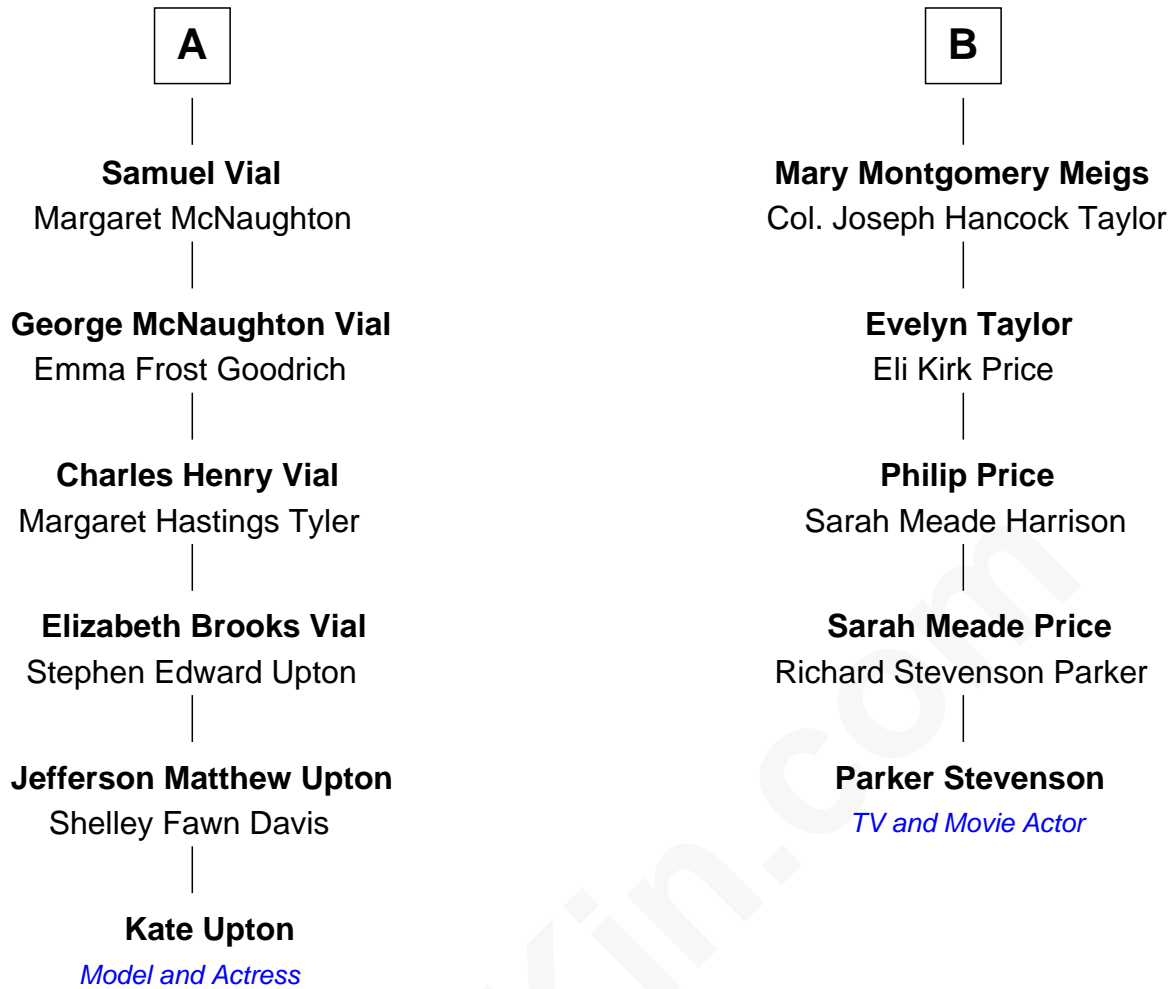 A
Samuel Vial
Margaret McNaughton
George McNaughton Vial
Emma Frost Goodrich
Charles Henry Vial
Margaret Hastings Tyler
Elizabeth Brooks Vial
Stephen Edward Upton
Jefferson Matthew Upton
Shelley Fawn Davis
Kate Upton
Model and Actress
B
Mary Montgomery Meigs
Col. Joseph Hancock Taylor
Evelyn Taylor
Eli Kirk Price
Philip Price
Sarah Meade Harrison
Sarah Meade Price
Richard Stevenson Parker
Parker Stevenson
TV and Movie Actor
Kin.com